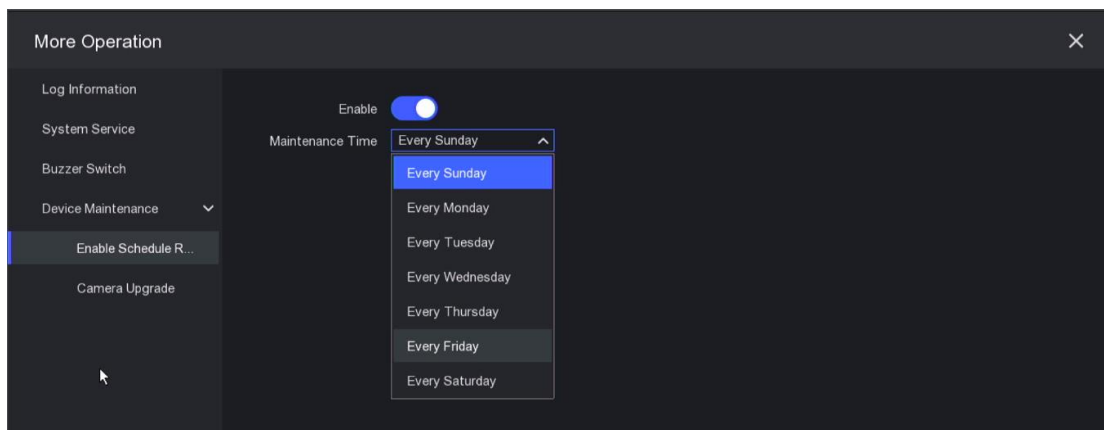 More Operation
Log Information
System Service
Buzzer Switch
Device Maintenance
Enable Schedule R...
Camera Upgrade
Enable
Maintenance Time Every Sunday
Every Sunday
Every Monday
Every Tuesday
Every Wednesday
Every Thursday
Every Friday
Every Saturday